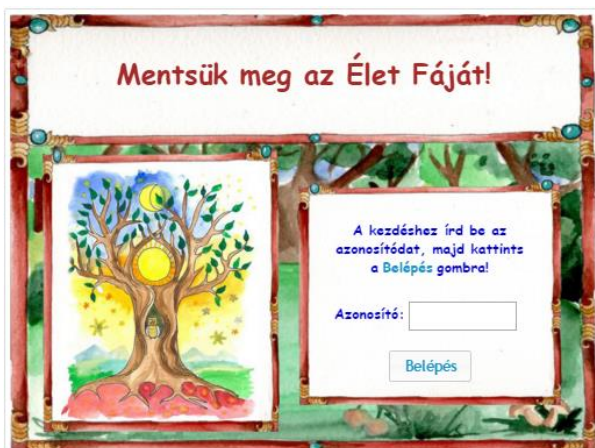 Mentsük meg az Élet Fáját!
A kezdéshez írd be az
azonosítódat, majd kattints
a Belépés gombra!
Azonosító:
Belépés